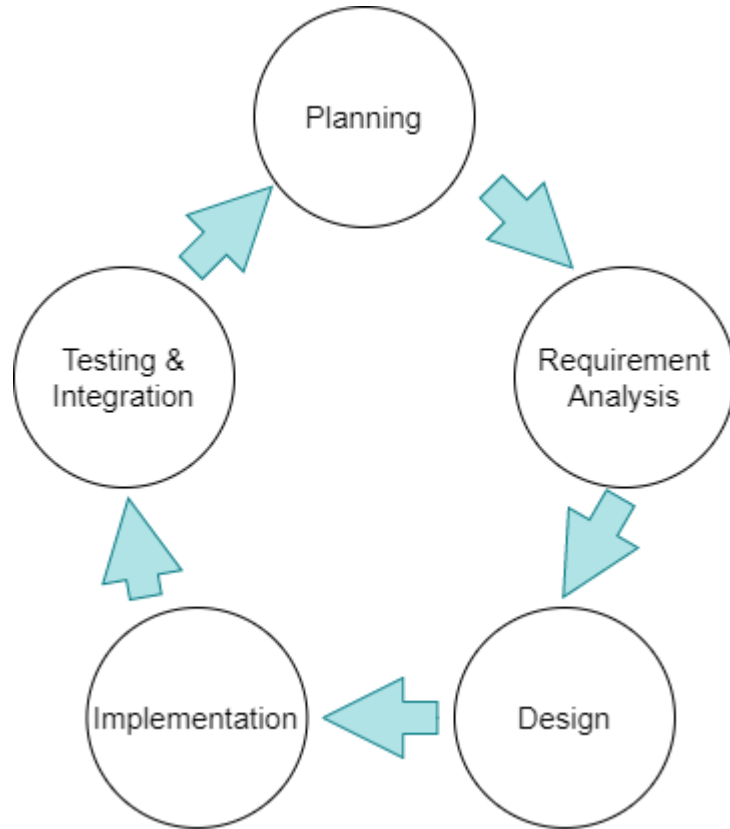 Planning
Requirement
Analysis
Design
Implementation
Testing &
Integration